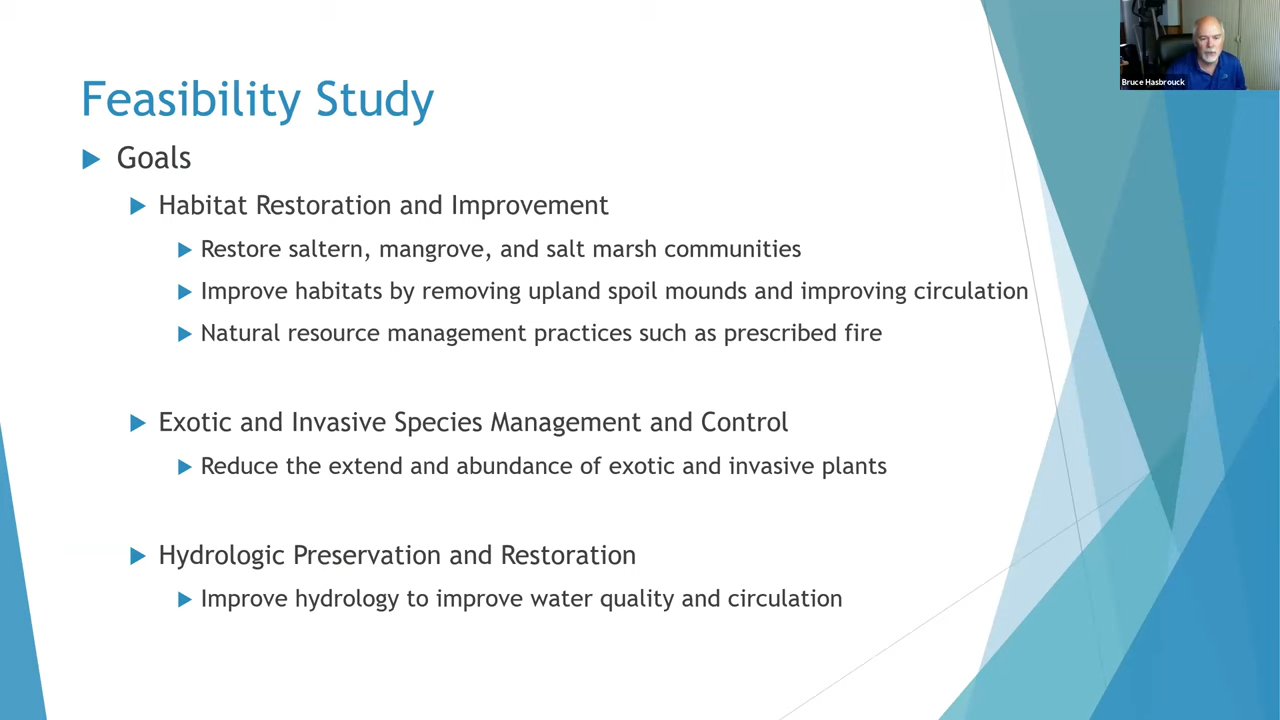 Bruce Hasbrouck
Feasibility Study
Goals
Habitat Restoration and Improvement
Restore saltern, mangrove, and salt marsh communities
Improve habitats by removing upland spoil mounds and improving circulation
Natural resource management practices such as prescribed fire
Exotic and Invasive Species Management and Control
Reduce the extend and abundance of exotic and invasive plants
Hydrologic Preservation and Restoration
Improve hydrology to improve water quality and circulation